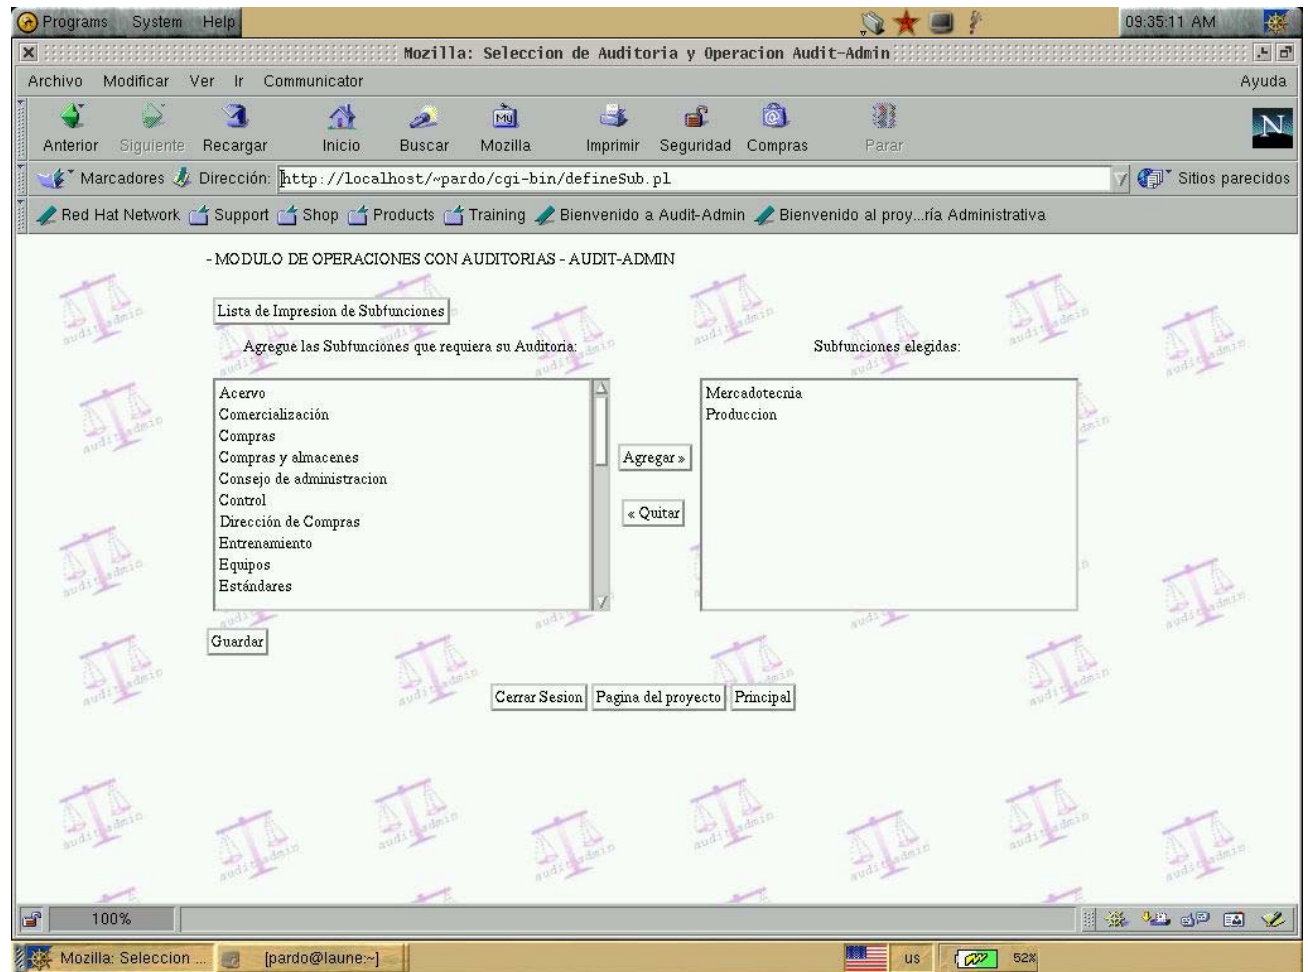 Programs System Help 09:35:11 AM
Mozilla: Seleccion de Auditoria y Operacion Audit-Admin
Archivo Modificar Ver Ir Communicator Ayuda
My N
Anterior Siguiente Recargar Inicio Buscar Mozilla Imprimir Seguridad Compras Parar
Marcadores Dirección: http://localhost/~pardo/cgi-bin/defineSub.pl Sitios parecidos
Red Hat Network Support Shop Products Training Bienvenido a Audit-Admin Bienvenido al proy...ría Administrativa
- MODULO DE OPERACIONES CON AUDITORIAS - AUDIT-ADMIN
Lista de Impresion de Subfunciones
Agregue las Subfunciones que requiera su Auditoria: Subfunciones elegidas:
Acervo
Comercialización
Compras
Compras y almacenes
Consejo de administracion
Control
Dirección de Compras
Entrenamiento
Equipos
Estándares
Agregar »
« Quitar
Mercadotecnia
Produccion
Guardar
Cerrar Sesion Pagina del proyecto Principal
audit admin
100%
Mozilla: Seleccion ... [pardo@laune:~] us 52%